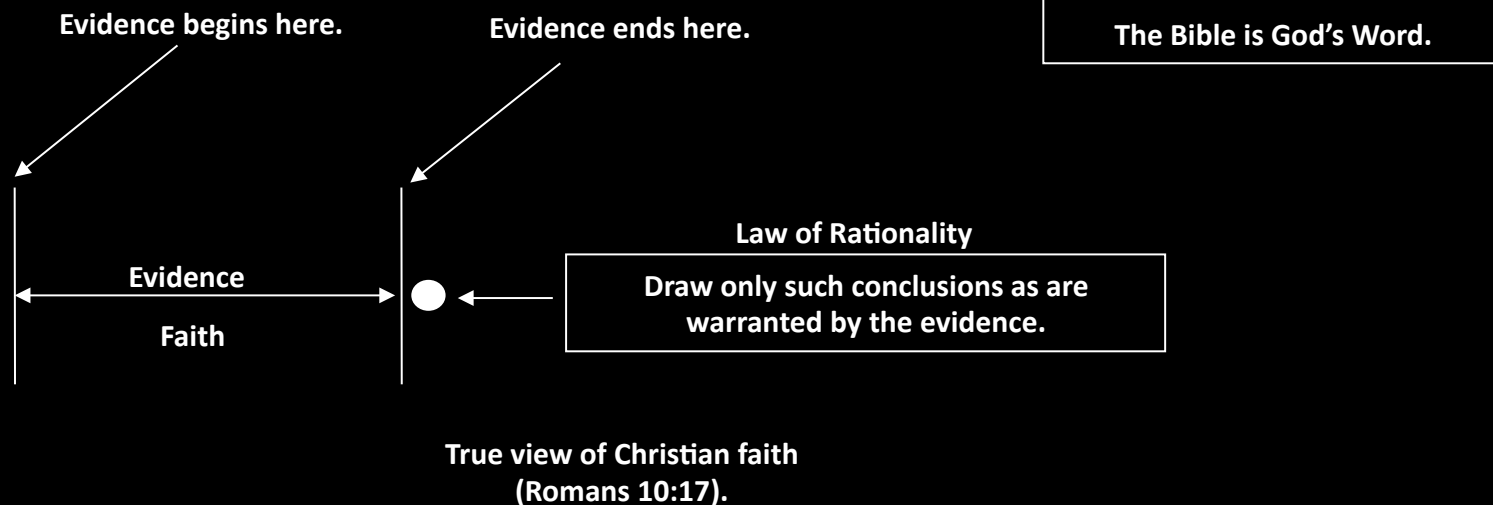 Evidence begins here.
Evidence ends here.
The Bible is God’s Word.
Law of Rationality
Draw only such conclusions as are
warranted by the evidence.
Evidence
Faith
True view of Christian faith
(Romans 10:17).